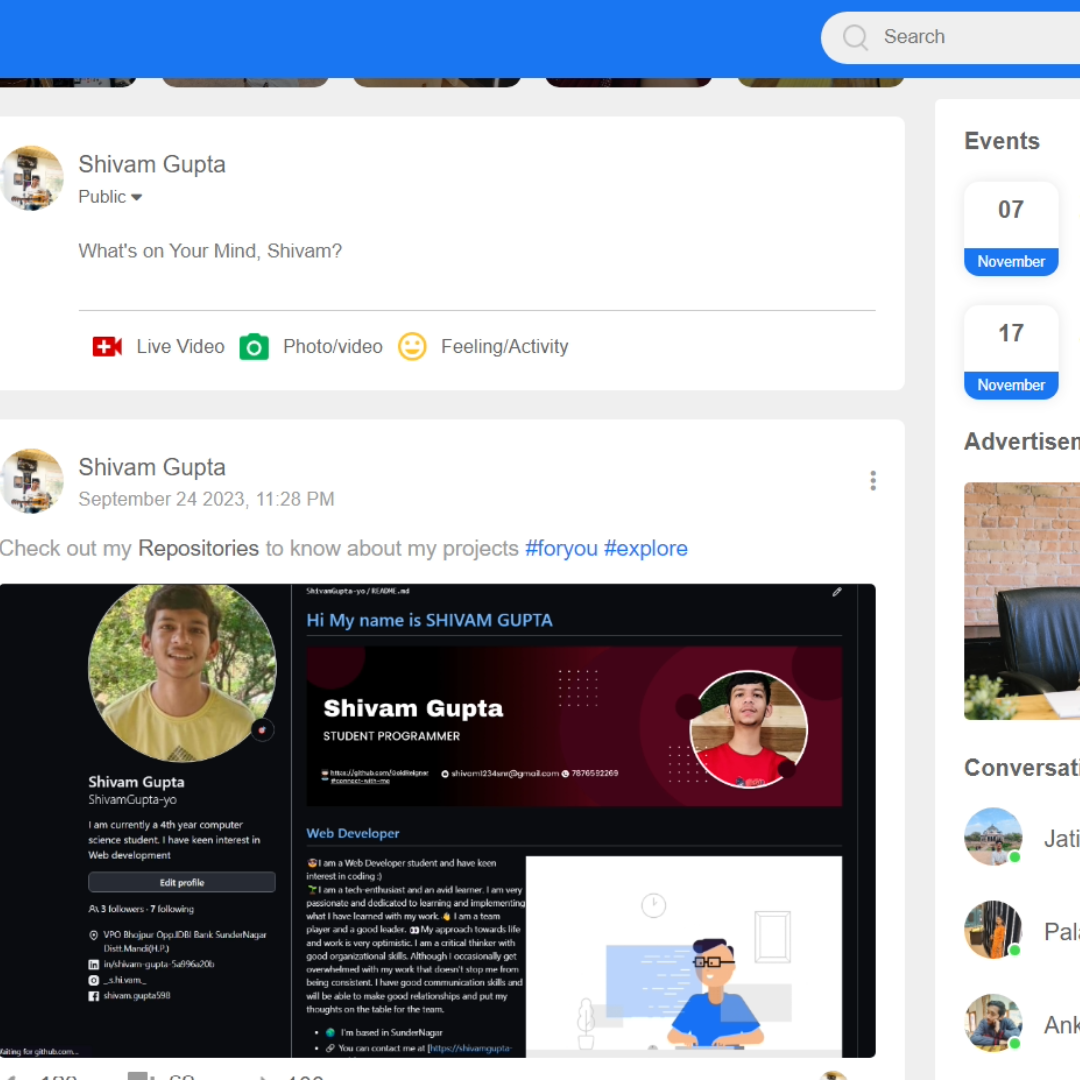 Search
Shivam Gupta
Public
What's on Your Mind, Shivam?
Live Video
Photo/video
Feeling/Activity
Shivam Gupta
September 24 2023, 11:28 PM
Check out my Repositories to know about my projects #foryou #explore
ShivamGupta-yo / README.md
Hi My name is SHIVAM GUPTA
Shivam Gupta
STUDENT PROGRAMMER
#connect-with-me
shivam1234snr@gmail.com
7876592269
Shivam Gupta
ShivamGupta-yo
I am currently a 4th year computer
science student. I have keen interest in
Web development
Edit profile
3 followers · 7 following
VPO Bhojpur Opp.IDBI Bank SunderNagar
Distt.Mandi(H.P.)
in/shivam-gupta-5a996a20b
_s.hi.vam_
shivam.gupta598
Waiting for github.com...
Web Developer
I am a Web Developer student and have keen
interest in coding :)
I am a tech-enthusiast and an avid learner. I am very
passionate and dedicated to learning and implementing
what I have learned with my work. I am a team
player and a good leader. My approach towards life
and work is very optimistic. I am a critical thinker with
good organizational skills. Although I occasionally get
overwhelmed with my work that doesn't stop me from
being consistent. I have good communication skills and
will be able to make good relationships and put my
thoughts on the table for the team.
• I'm based in SunderNagar
• You can contact me at [https://shivamgupta-
Events
07
November
17
November
Advertisem
Conversati
Jati
Pala
Ank